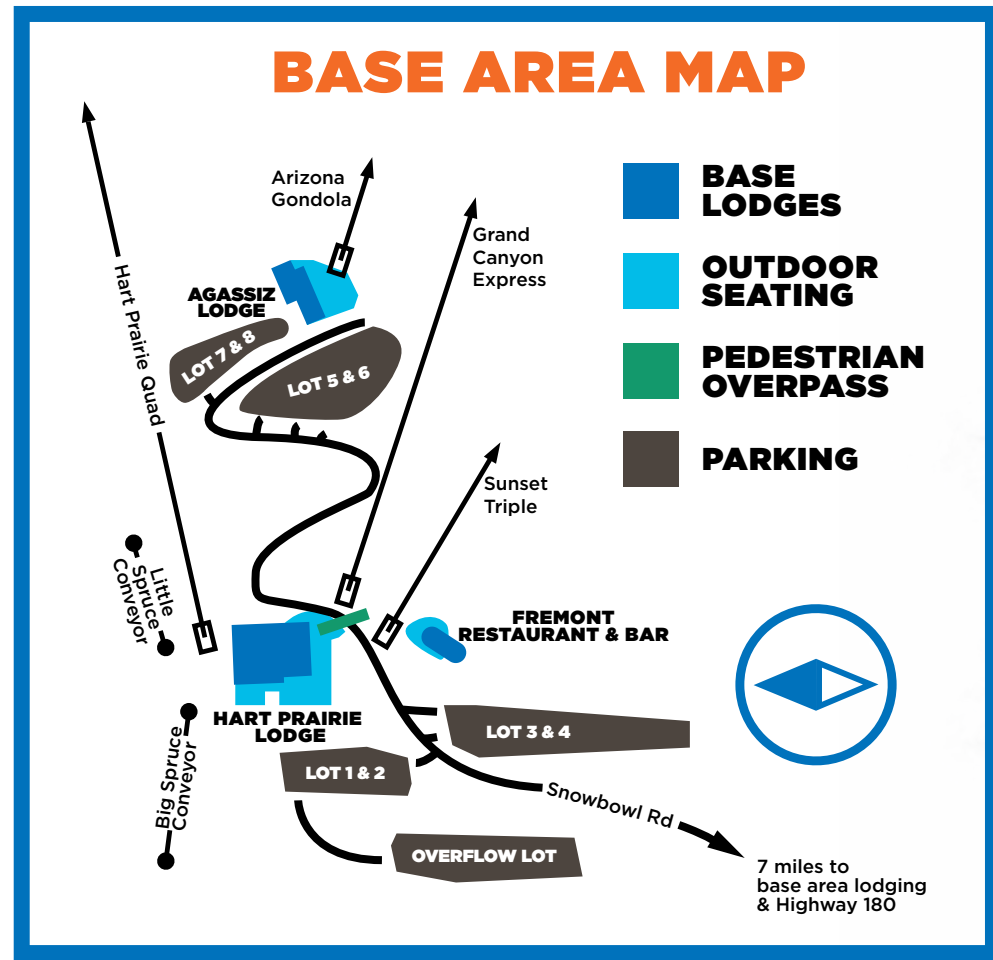 BASE AREA MAP
Arizona
Gondola
Grand
Canyon
Express
BASE
LODGES
OUTDOOR
SEATING
PEDESTRIAN
OVERPASS
PARKING
Hart Prairie Quad
AGASSIZ
LODGE
LOT 7 & 8
LOT 5 & 6
Sunset
Triple
Little
Spruce
Conveyor
FREMONT
RESTAURANT & BAR
HART PRAIRIE
LODGE
LOT 3 & 4
LOT 1 & 2
Big Spruce
Conveyor
Snowbowl Rd
OVERFLOW LOT
7 miles to
base area lodging
& Highway 180